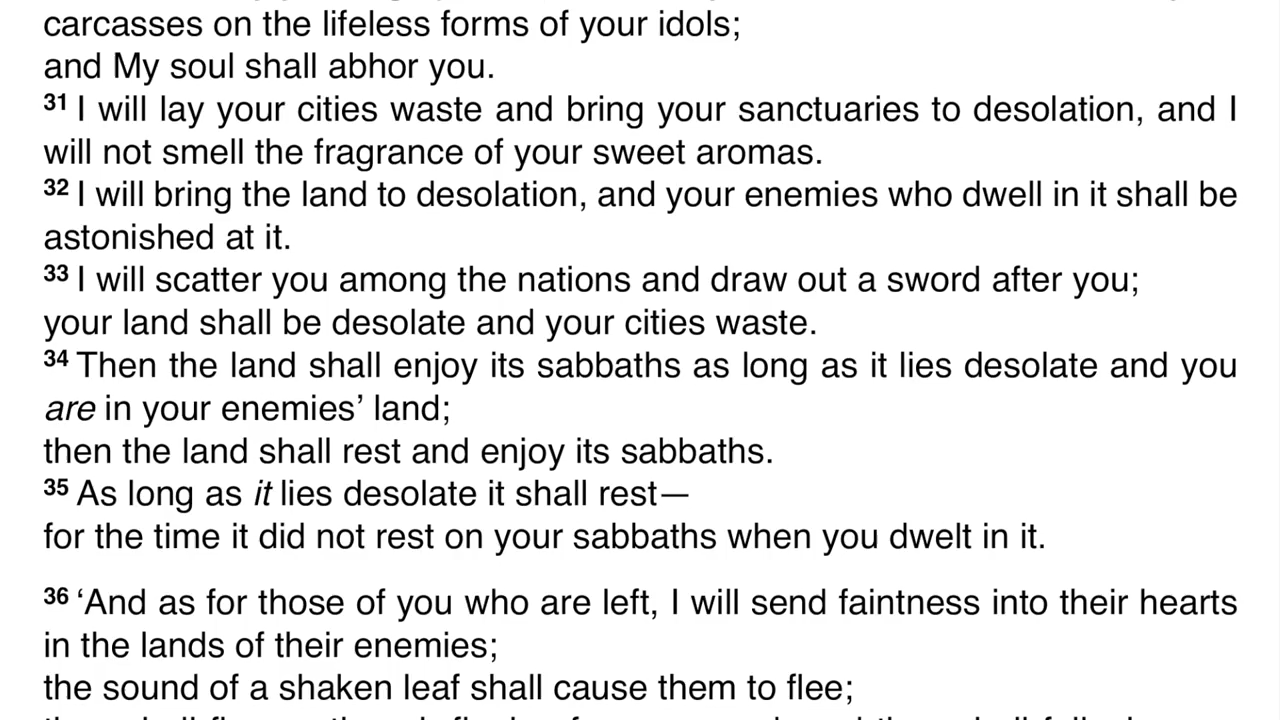 carcasses on the lifeless forms of your idols;
and My soul shall abhor you.
31 I will lay your cities waste and bring your sanctuaries to desolation, and I
will not smell the fragrance of your sweet aromas.
32 I will bring the land to desolation, and your enemies who dwell in it shall be
astonished at it.
33 I will scatter you among the nations and draw out a sword after you;
your land shall be desolate and your cities waste.
34 Then the land shall enjoy its sabbaths as long as it lies desolate and you
are in your enemies’ land;
then the land shall rest and enjoy its sabbaths.
35 As long as it lies desolate it shall rest—
for the time it did not rest on your sabbaths when you dwelt in it.
36 ‘And as for those of you who are left, I will send faintness into their hearts
in the lands of their enemies;
the sound of a shaken leaf shall cause them to flee;